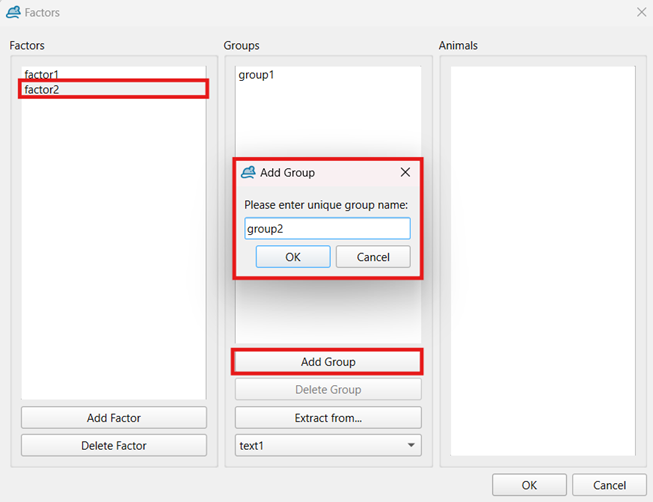 Factors
Factors
factor1
factor2
Add Factor
Delete Factor
Groups
group1
Add Group
Please enter unique group name:
group2
OK
Cancel
Add Group
Delete Group
Extract from...
text1
Animals
OK
Cancel